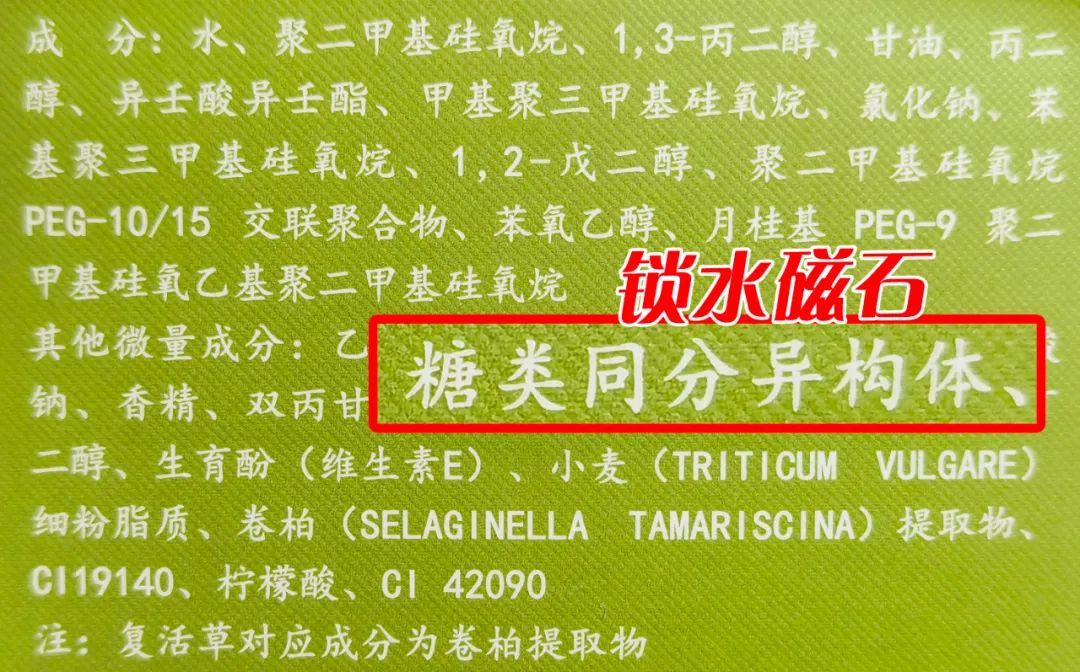 成 分：水、聚二甲基硅氧烷、1,3-丙二醇、甘油、丙二
醇、异壬酸异壬酯、甲基聚三甲基硅氧烷、氯化钠、苯
基聚三甲基硅氧烷、1,2-戊二醇、聚二甲基硅氧烷
PEG-10/15 交联聚合物、苯氧乙醇、月桂基 PEG-9 聚二
甲基硅氧乙基聚二甲基硅氧烷
锁水磁石
其他微量成分：乙
糖类同分异构体、
钠、香精、双丙甘
二醇、生育酚（维生素E）、小麦（TRITICUM VULGARE）
细粉脂质、卷柏（SELAGINELLA TAMARISCINA）提取物、
CI19140、柠檬酸、CI 42090
注：复活草对应成分为卷柏提取物